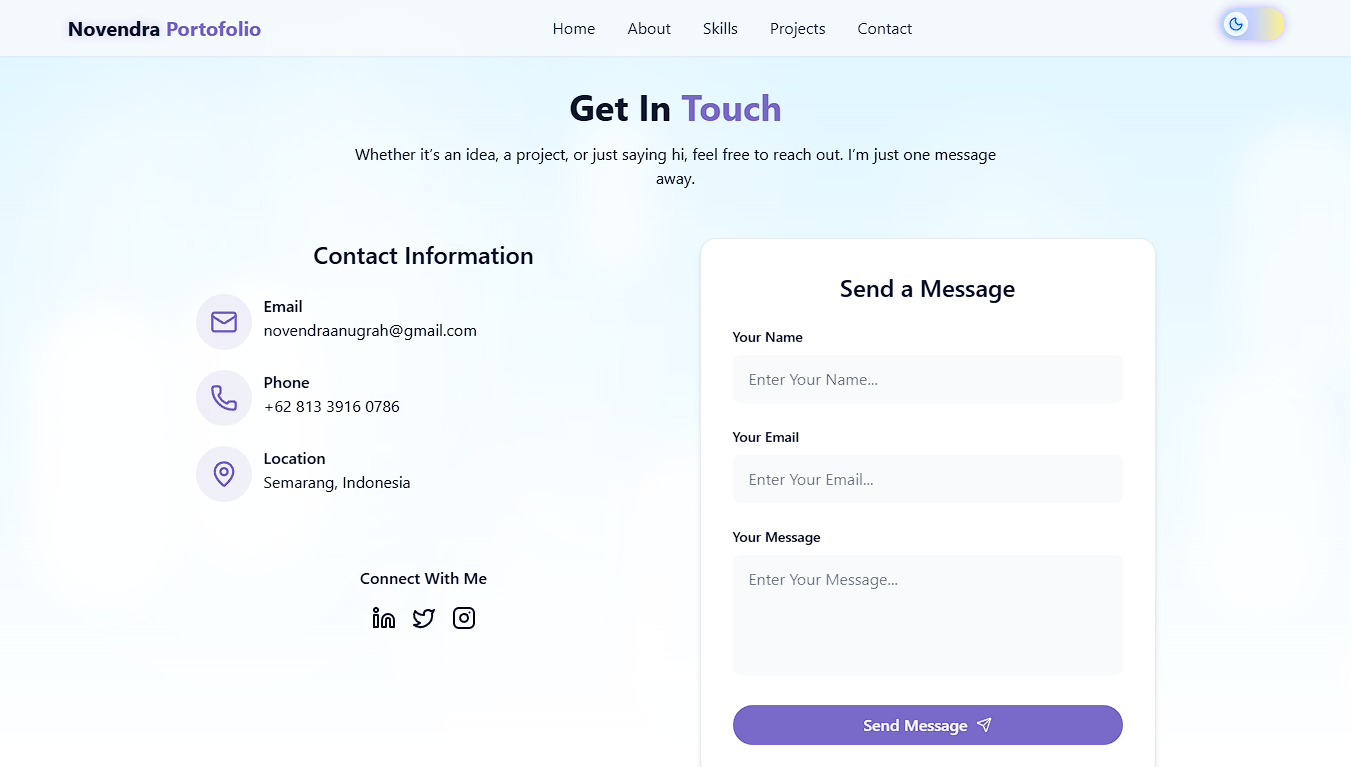 Novendra Portofolio
Home About Skills Projects Contact
Get In Touch
Whether it’s an idea, a project, or just saying hi, feel free to reach out. I’m just one message
away.
Contact Information
Email
novendraanugrah@gmail.com
Phone
+62 813 3916 0786
Location
Semarang, Indonesia
Connect With Me
Send a Message
Your Name
Enter Your Name...
Your Email
Enter Your Email...
Your Message
Enter Your Message...
Send Message